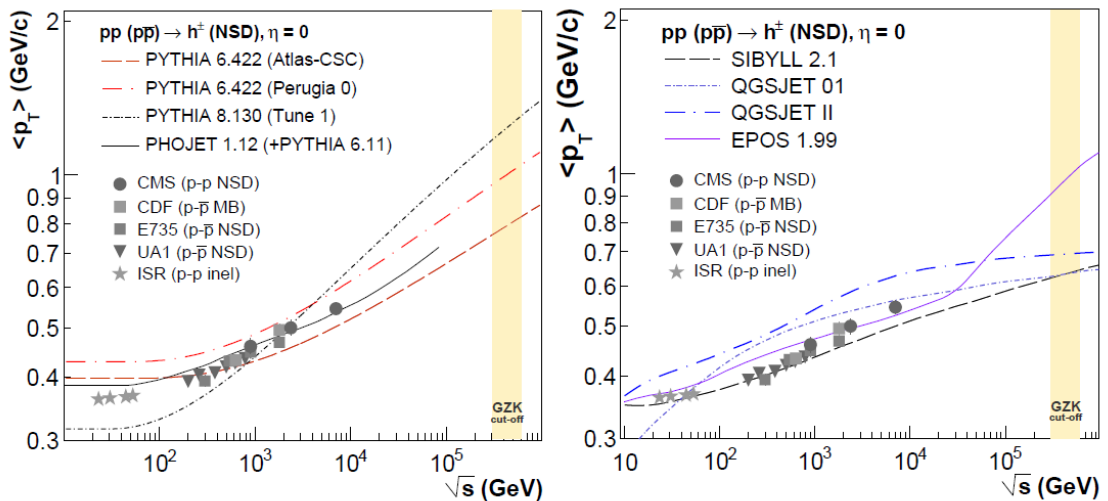 pp (pp̅) → h± (NSD), η = 0
PYTHIA 6.422 (Atlas-CSC)
PYTHIA 6.422 (Perugia 0)
PYTHIA 8.130 (Tune 1)
PHOJET 1.12 (+PYTHIA 6.11)
CMS (p-p NSD)
CDF (p-p̅ MB)
E735 (p-p̅ NSD)
UA1 (p-p̅ NSD)
ISR (p-p inel)
<p_T> (GeV/c)
2
1
0.9
0.8
0.7
0.6
0.5
0.4
0.3
GZK
cut-off
10² 10³ 10⁴ 10⁵
√s (GeV)
pp (pp̅) → h± (NSD), η = 0
SIBYLL 2.1
QGSJET 01
QGSJET II
EPOS 1.99
CMS (p-p NSD)
CDF (p-p̅ MB)
E735 (p-p̅ NSD)
UA1 (p-p̅ NSD)
ISR (p-p inel)
<p_T> (GeV/c)
2
1
0.9
0.8
0.7
0.6
0.5
0.4
0.3
GZK
cut-off
10 10² 10³ 10⁴ 10⁵
√s (GeV)